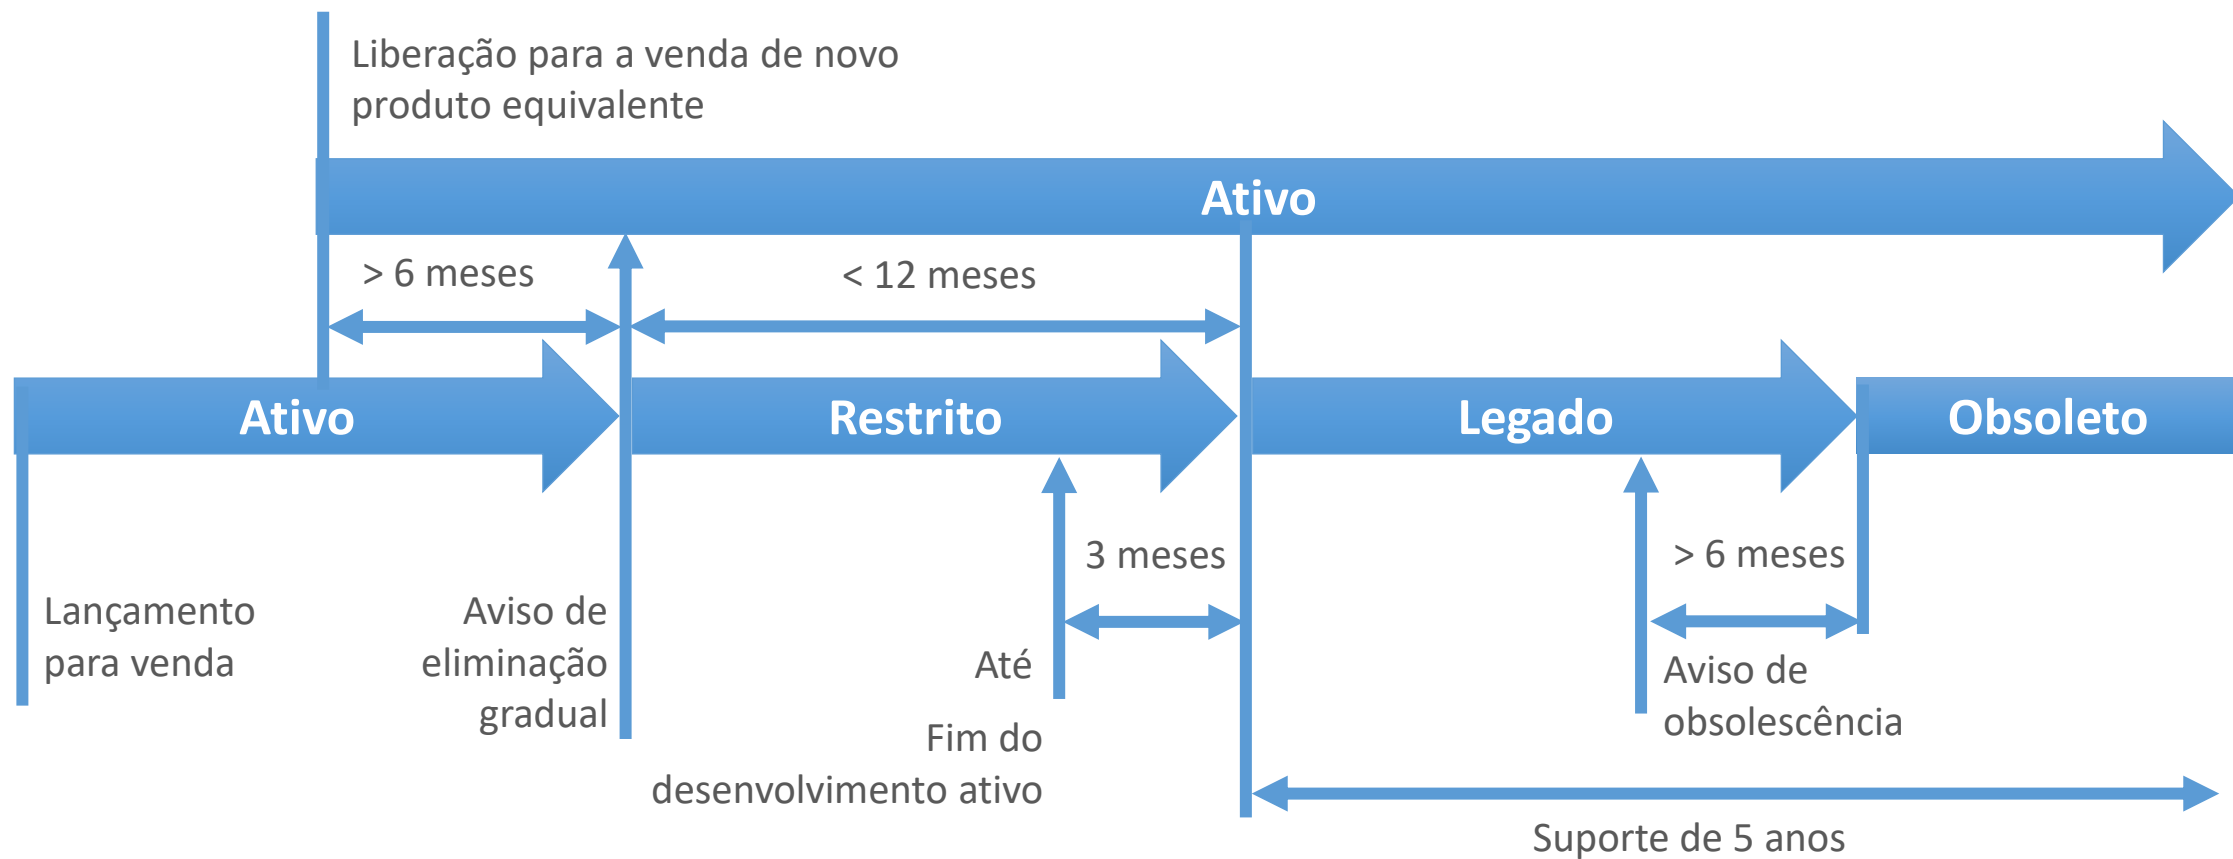 Liberação para a venda de novo
produto equivalente
Ativo
> 6 meses
< 12 meses
Ativo
Restrito
Legado
Obsoleto
3 meses
> 6 meses
Lançamento
para venda
Aviso de
eliminação
gradual
Até
Fim do
desenvolvimento ativo
Aviso de
obsolescência
Suporte de 5 anos